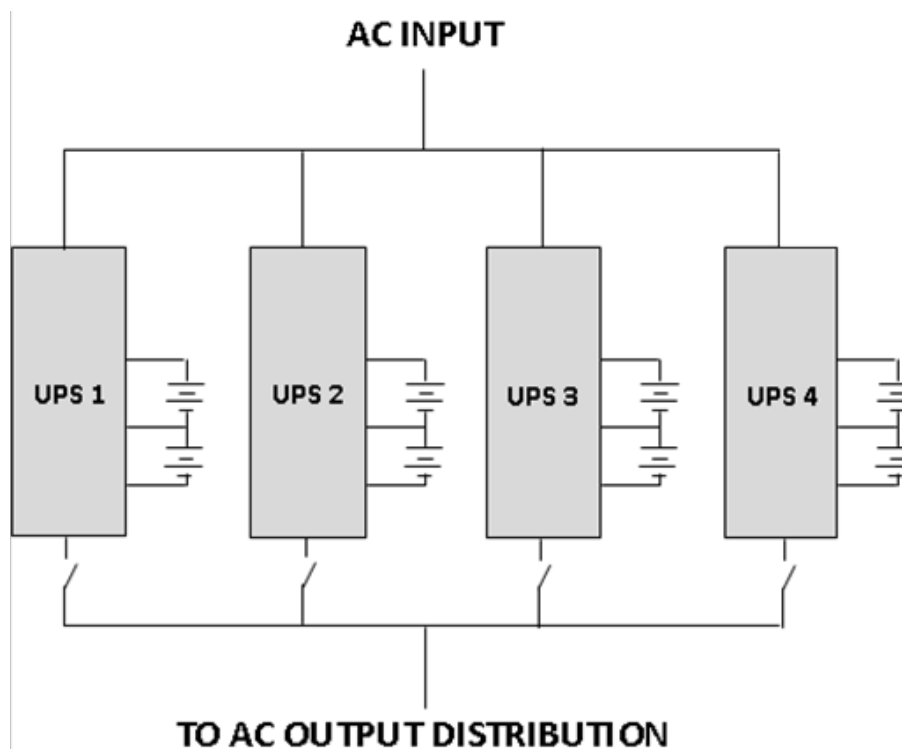 AC INPUT
UPS 1
UPS 2
UPS 3
UPS 4
TO AC OUTPUT DISTRIBUTION